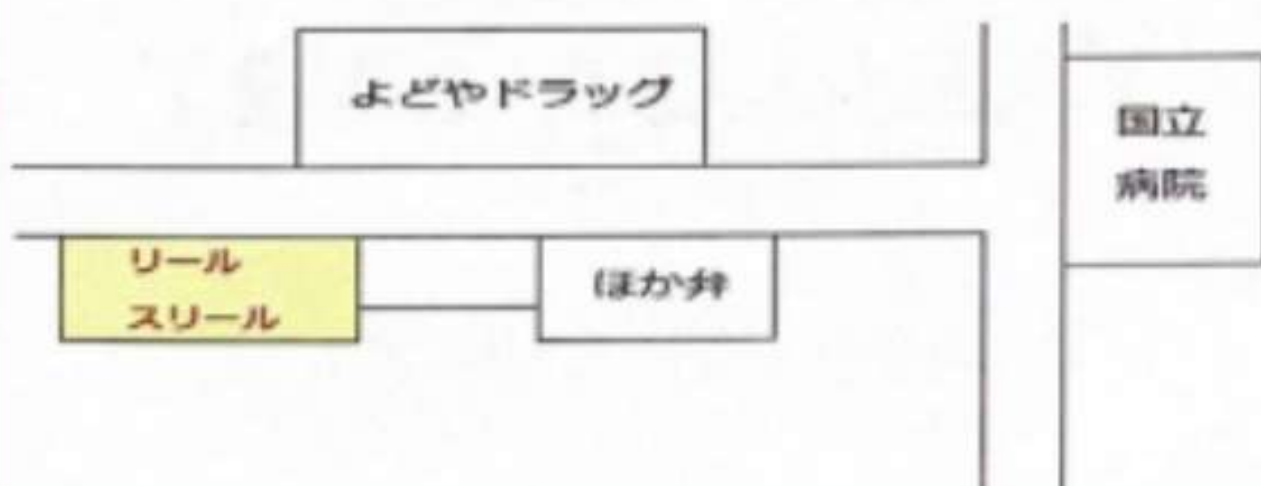 よどやドラッグ
国立
病院
リール
スリール
ほか弁